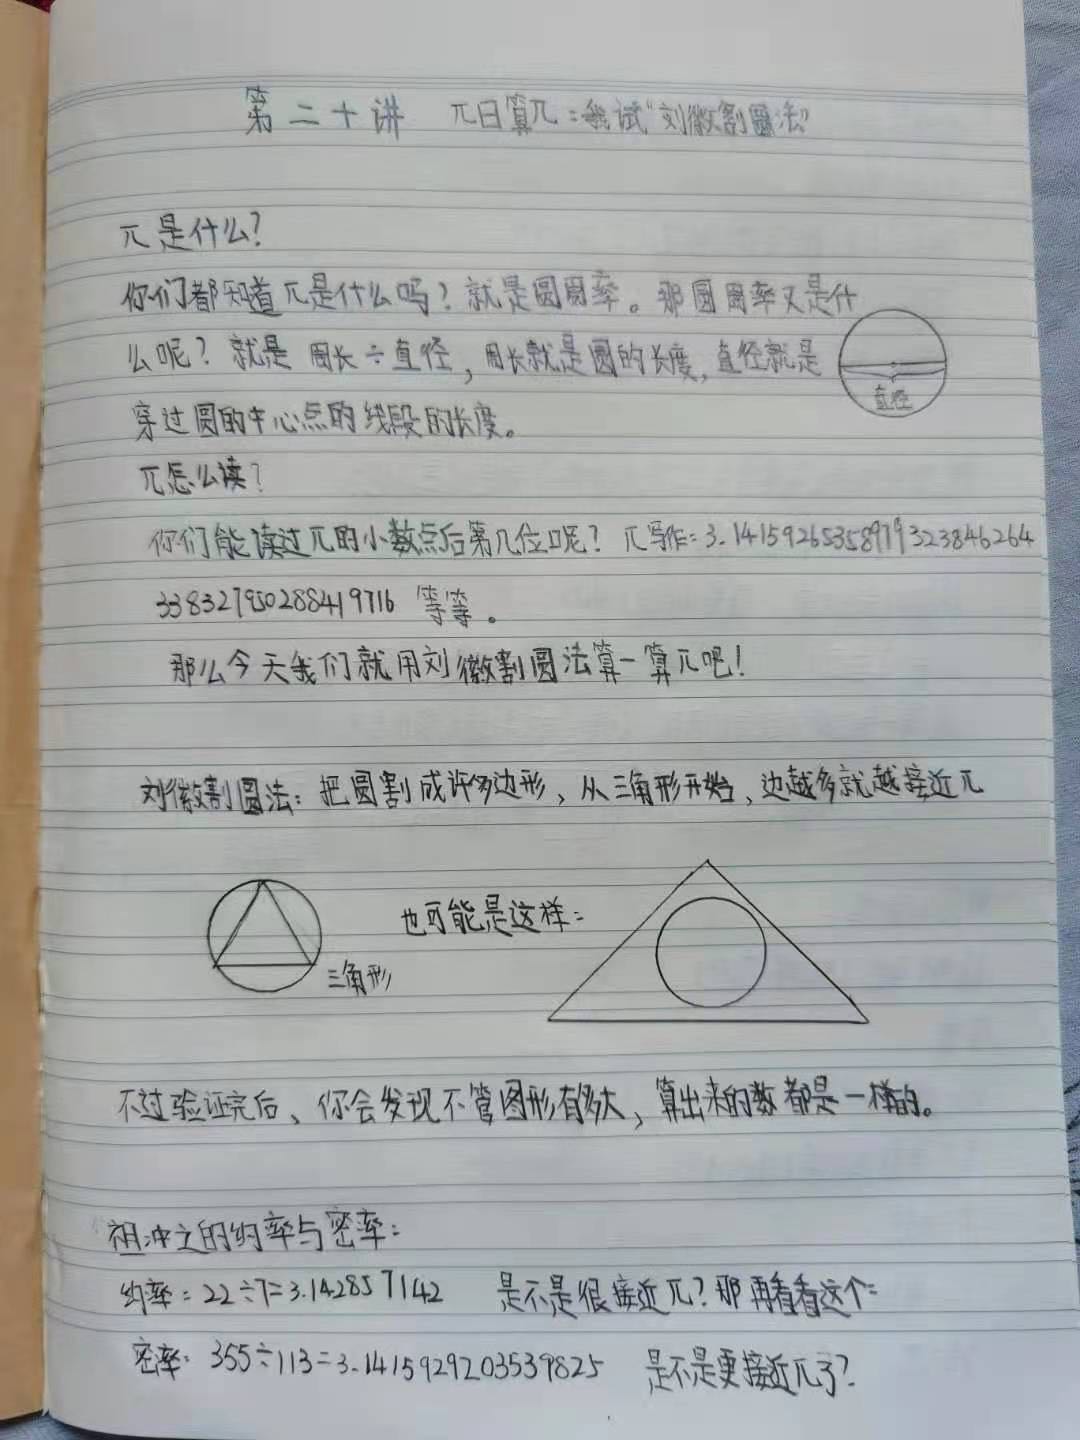 第二十讲 π日算π:我试“刘徽割圆法”
π是什么?
你们都知道π是什么吗?就是圆周率。那圆周率又是什
么呢?就是周长÷直径,周长就是圆的长度,直径就是
直径
穿过圆的中心点的线段的长度。
π怎么读?
你们能读过π的小数点后第几位呢?π写作:3.14159265358979323846264
338327950288419716 等等。
那么今天我们就用刘徽割圆法算一算π吧!
刘徽割圆法:把圆割成许多边形、从三角形开始、边越多就越接近π
也可能是这样:
三角形
不过验证完后、你会发现不管图形有多大,算出来的数都是一样的。
祖冲之的约率与密率:
约率:22÷7=3.142857142 是不是很接近π?那再看看这个:
密率:355÷113=3.1415929203539825 是不是更接近π了?